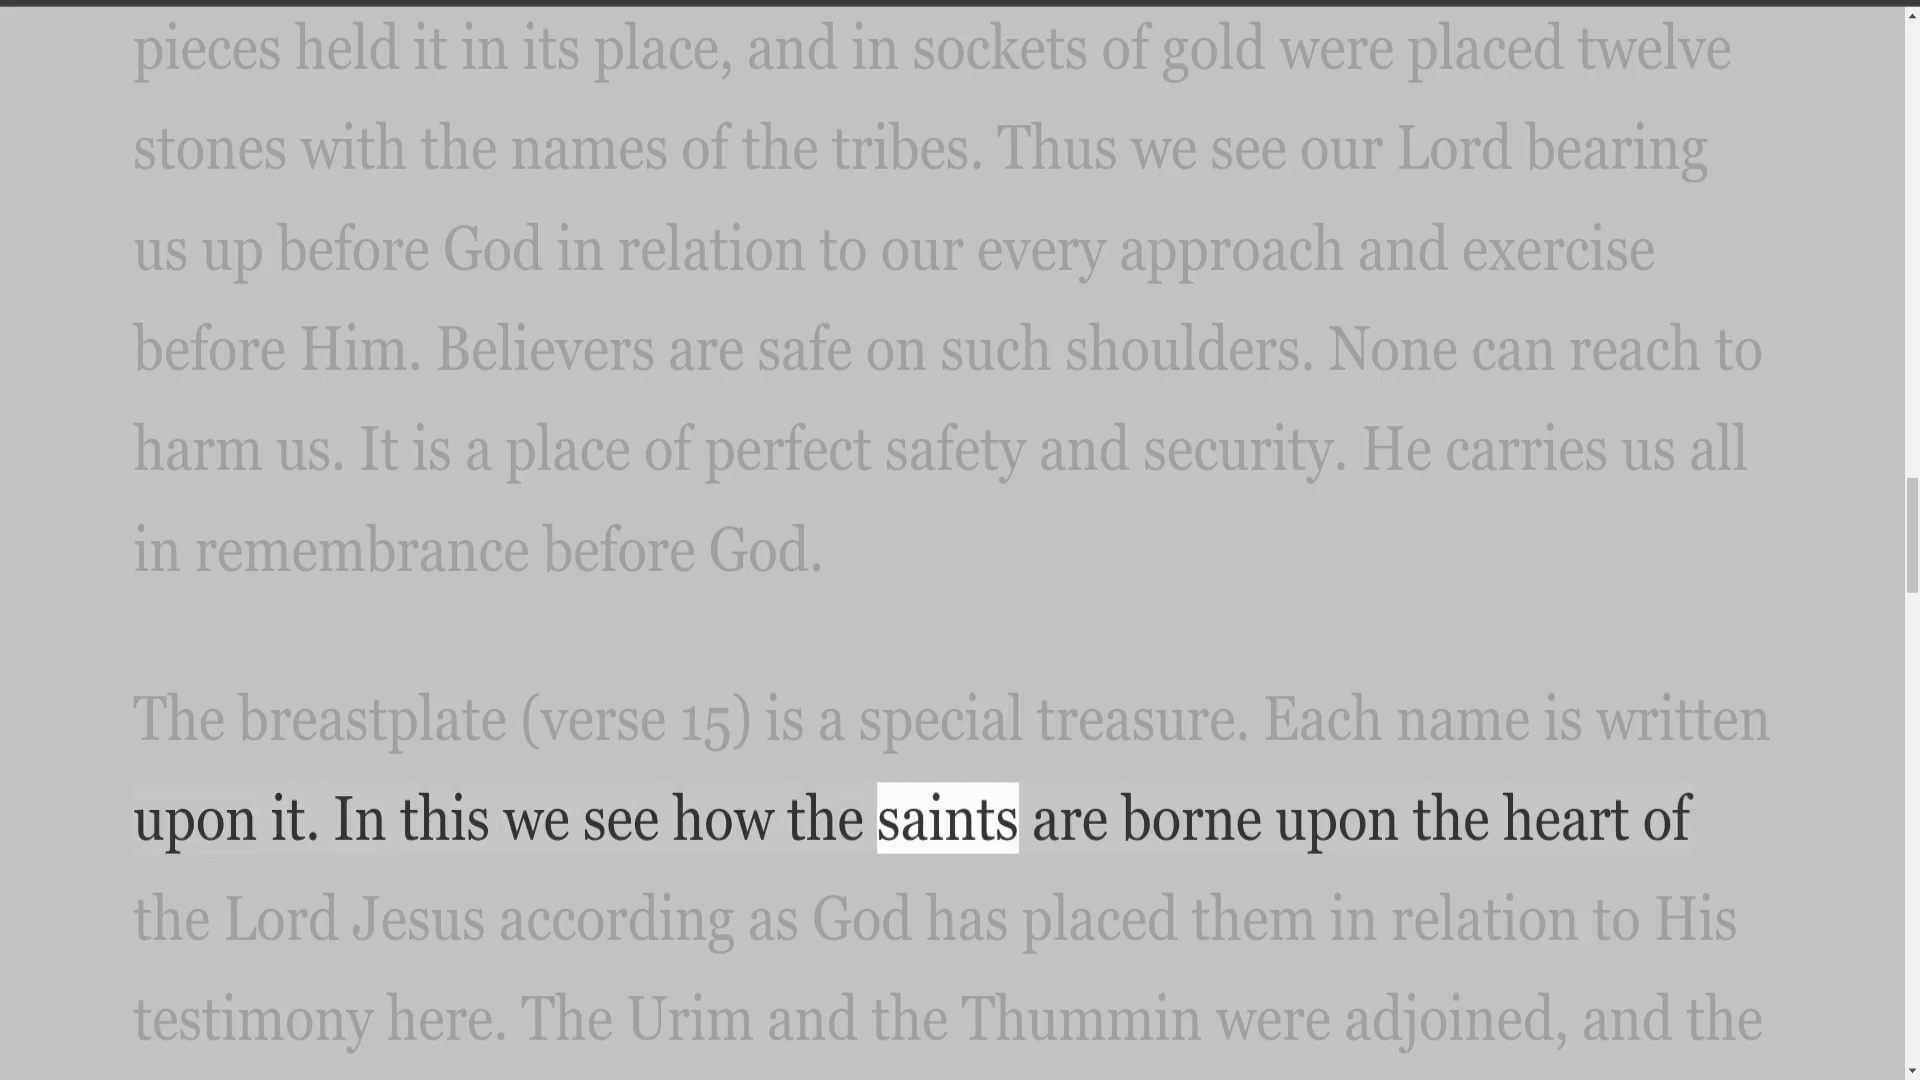 pieces held it in its place, and in sockets of gold were placed twelve
stones with the names of the tribes. Thus we see our Lord bearing
us up before God in relation to our every approach and exercise
before Him. Believers are safe on such shoulders. None can reach to
harm us. It is a place of perfect safety and security. He carries us all
in remembrance before God.
The breastplate (verse 15) is a special treasure. Each name is written
upon it. In this we see how the saints are borne upon the heart of
the Lord Jesus according as God has placed them in relation to His
testimony here. The Urim and the Thummin were adjoined, and the